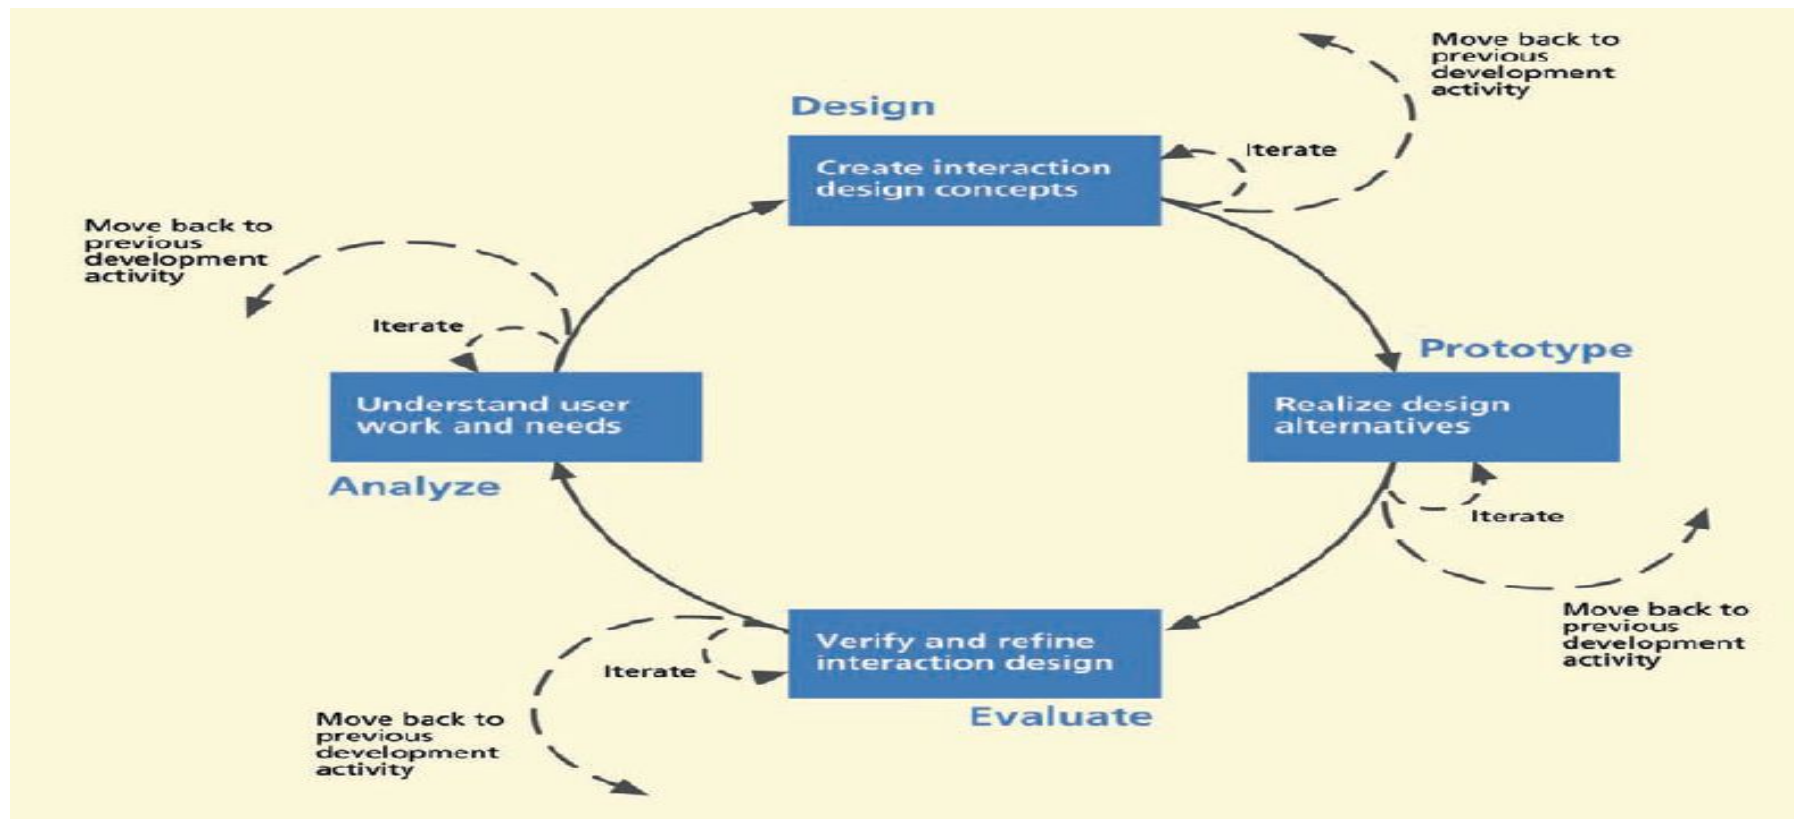 Move back to
previous
development
activity
Design
Iterate
Create interaction
design concepts
Move back to
previous
development
activity
Iterate
Prototype
Understand user
work and needs
Realize design
alternatives
Analyze
Iterate
Move back to
previous
development
activity
Verify and refine
interaction design
Iterate
Evaluate
Move back to
previous
development
activity